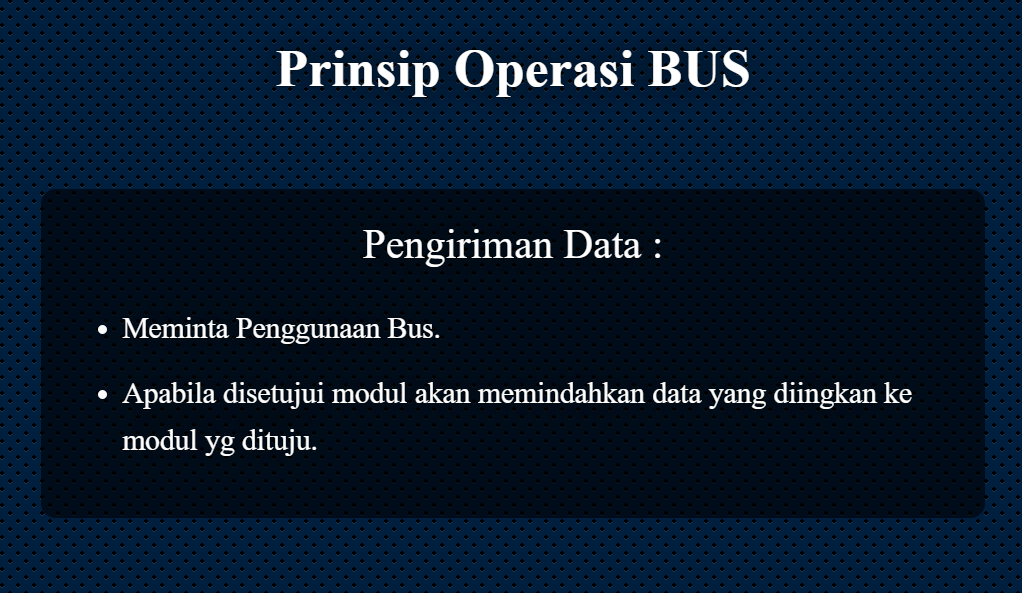 Prinsip Operasi BUS
Pengiriman Data :
• Meminta Penggunaan Bus.
• Apabila disetujui modul akan memindahkan data yang diingkan ke
modul yg dituju.